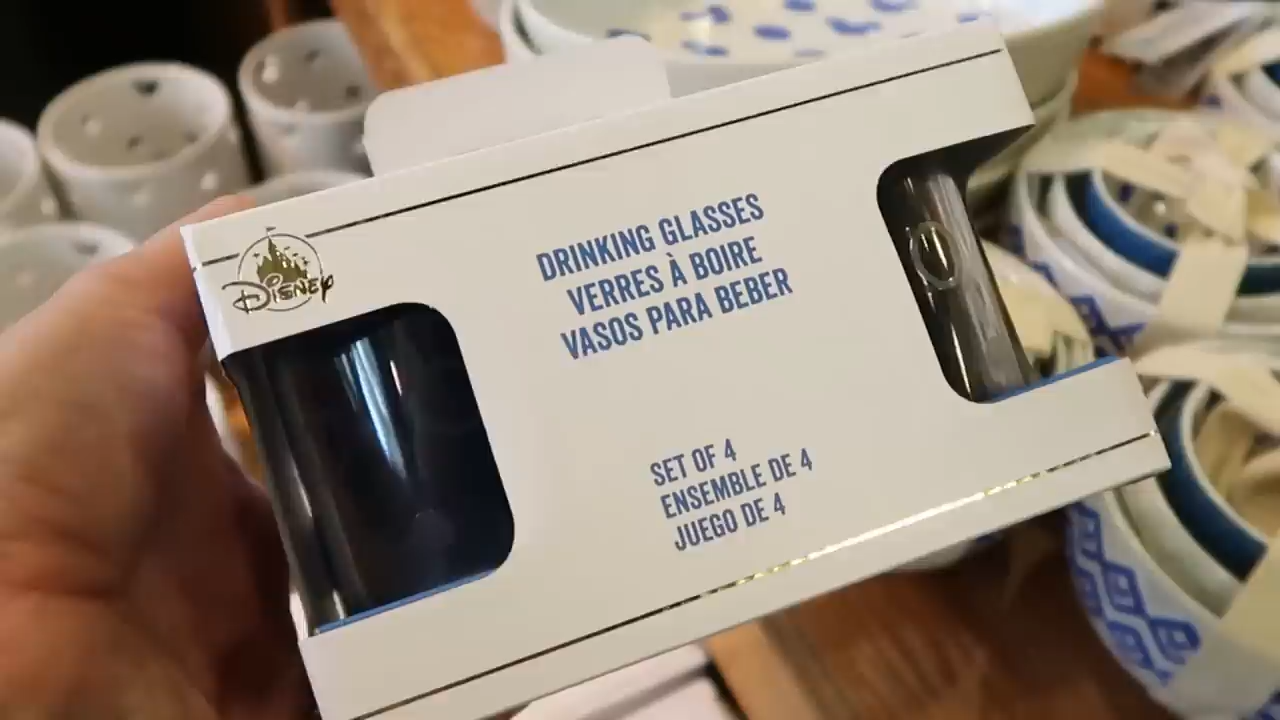 Disney
DRINKING GLASSES
VERRES À BOIRE
VASOS PARA BEBER
SET OF 4
ENSEMBLE DE 4
JUEGO DE 4